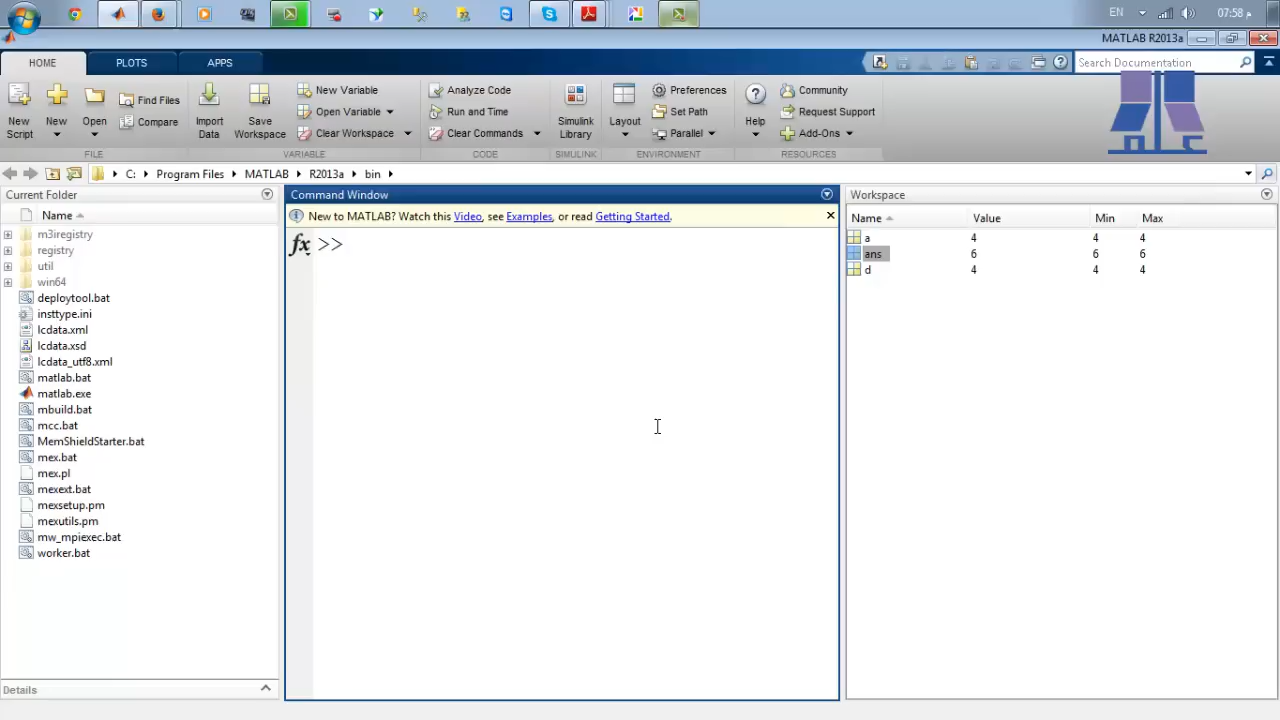 EN
07:58 م
MATLAB R2013a
HOME
PLOTS
APPS
Search Documentation
New Script
New
Open
Find Files
Compare
FILE
Import Data
Save Workspace
New Variable
Open Variable
Clear Workspace
VARIABLE
Analyze Code
Run and Time
Clear Commands
CODE
Simulink Library
SIMULINK
Layout
Preferences
Set Path
Parallel
ENVIRONMENT
Help
Community
Request Support
Add-Ons
RESOURCES
C: Program Files MATLAB R2013a bin
Current Folder
Name
m3iregistry
registry
util
win64
deploytool.bat
insttype.ini
lcdata.xml
lcdata.xsd
lcdata_utf8.xml
matlab.bat
matlab.exe
mbuild.bat
mcc.bat
MemShieldStarter.bat
mex.bat
mex.pl
mexext.bat
mexsetup.pm
mexutils.pm
mw_mpiexec.bat
worker.bat
Details
Command Window
New to MATLAB? Watch this Video, see Examples, or read Getting Started.
fx >>
Workspace
Name Value Min Max
a 4 4 4
ans 6 6 6
d 4 4 4